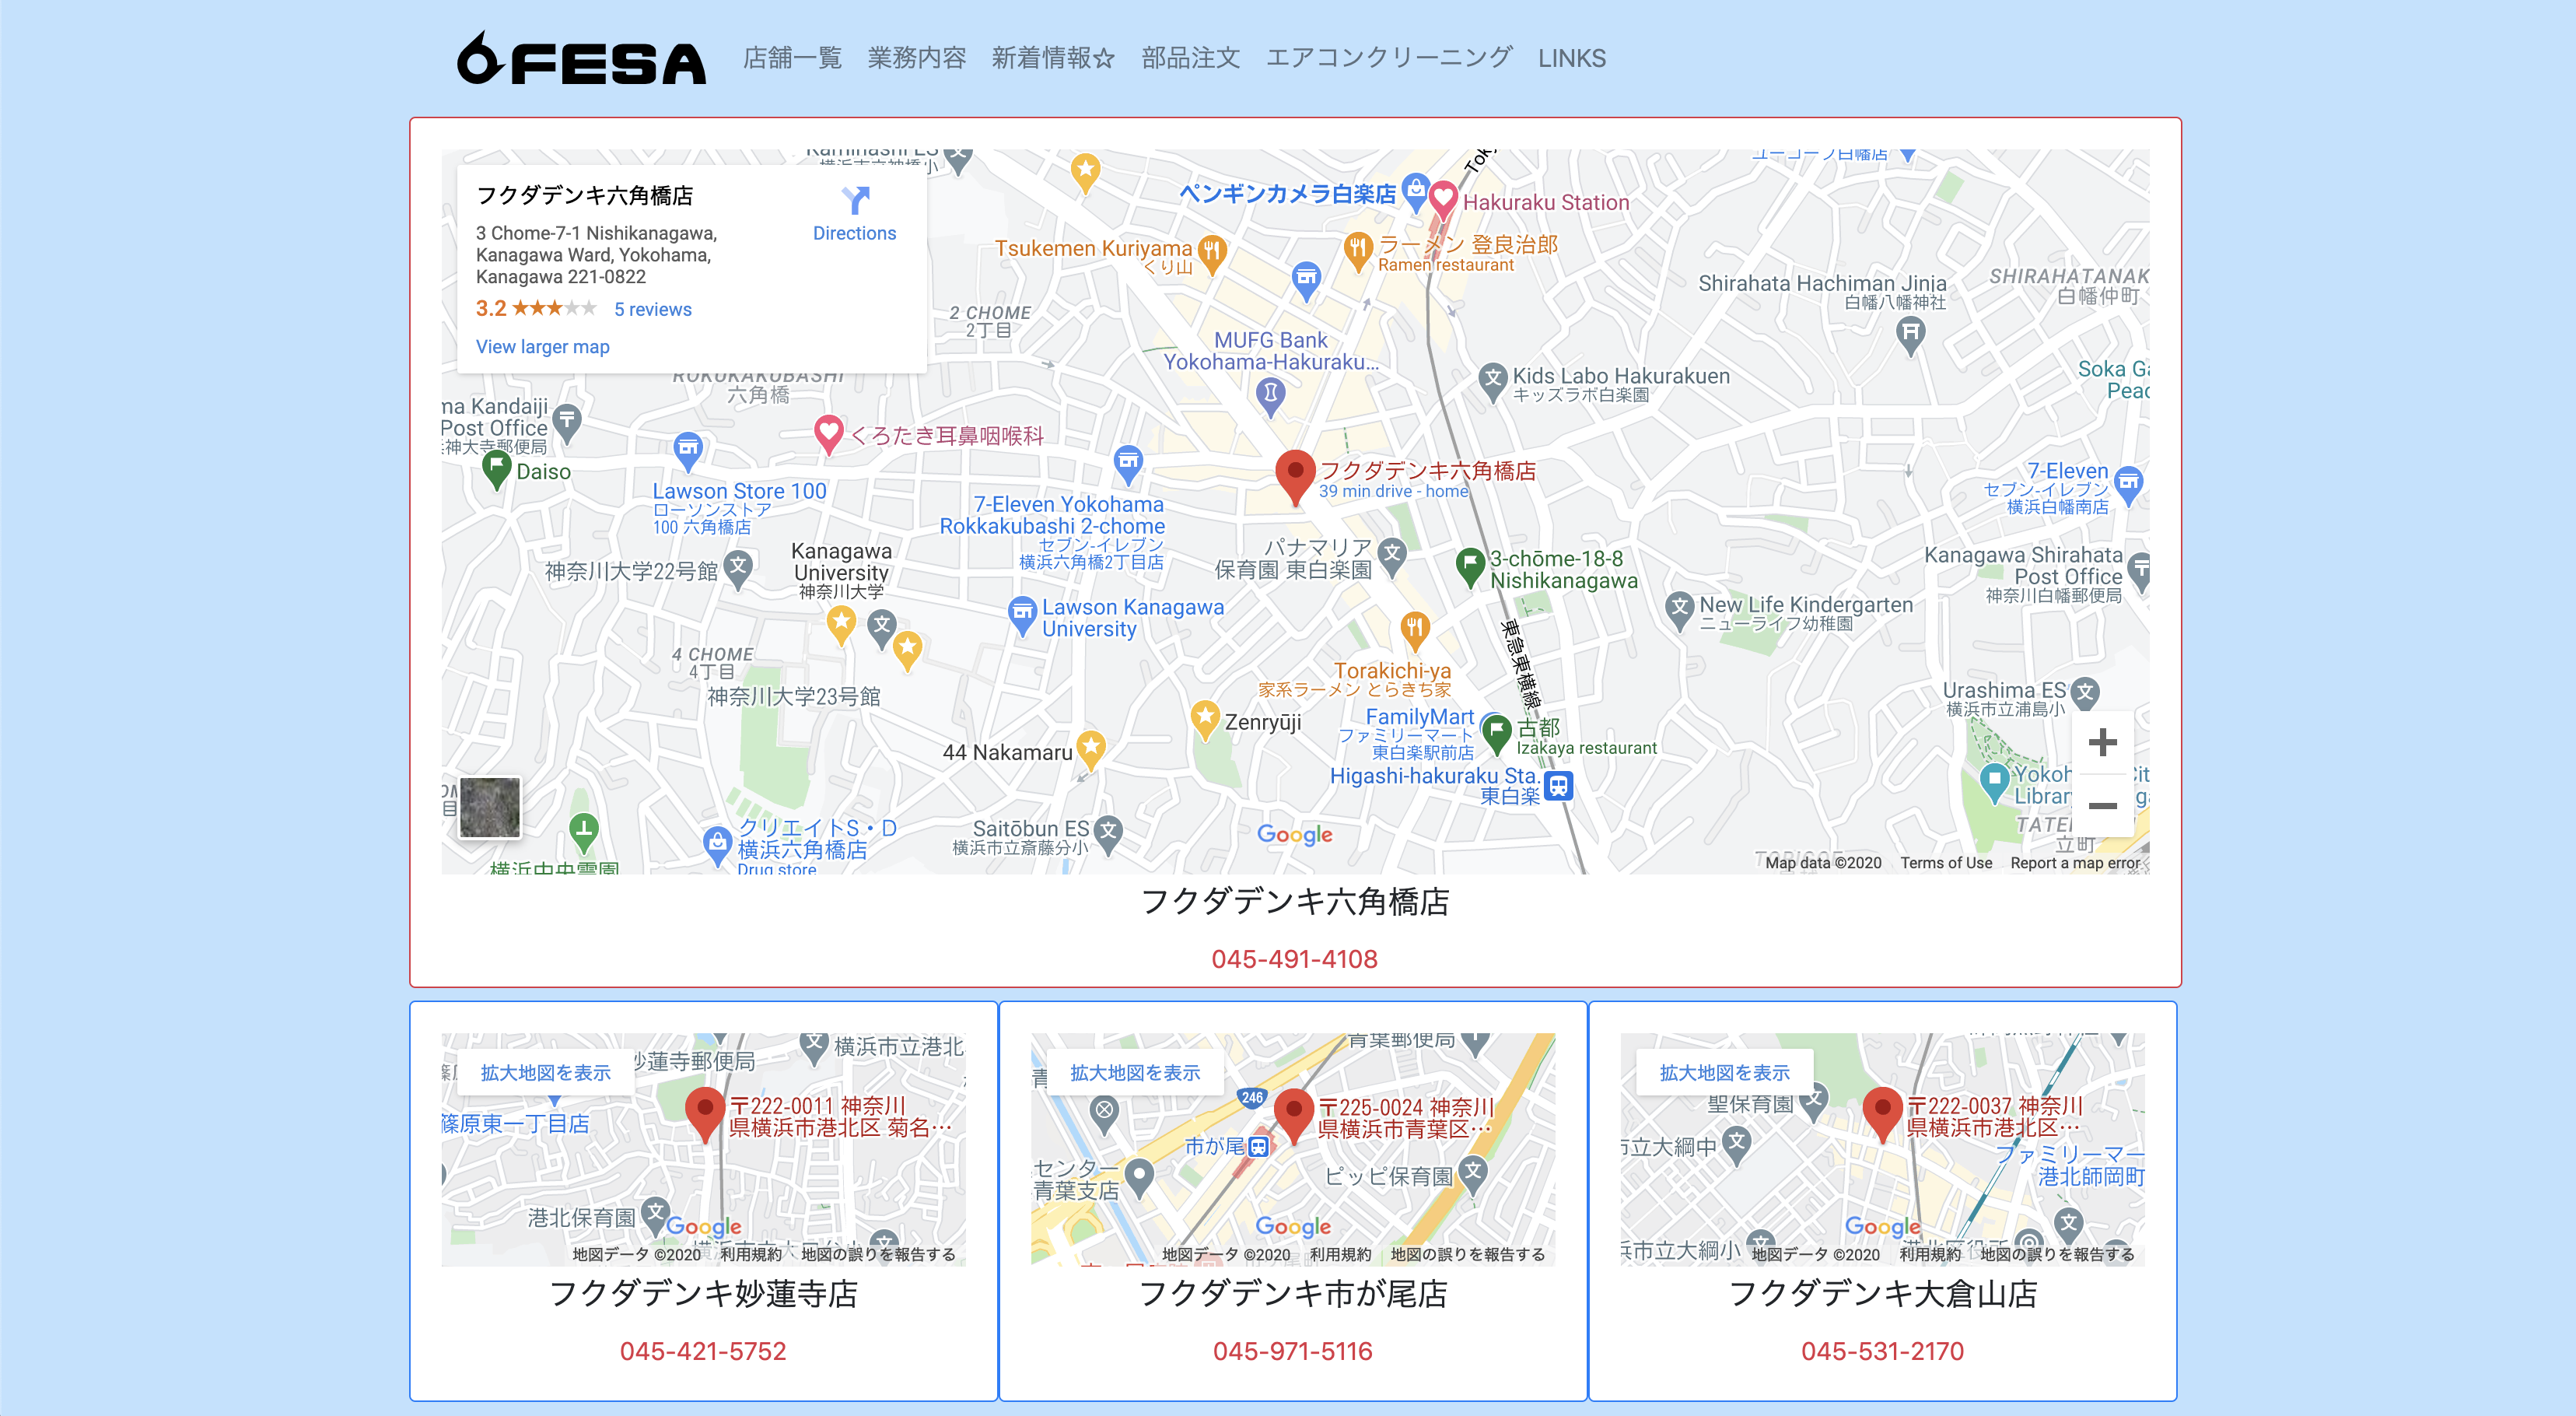 FESA
店舗一覧 業務内容 新着情報☆ 部品注文 エアコンクリーニング LINKS
フクダデンキ六角橋店
3 Chome-7-1 Nishikanagawa,
Kanagawa Ward, Yokohama,
Kanagawa 221-0822
3.2 ★★★★★ 5 reviews
View larger map
Directions
ペンギンカメラ白楽店
Hakuraku Station
Tsukemen Kuriyama
くり山
ラーメン 登良治郎
Ramen restaurant
Shirahata Hachiman Jinja
白幡八幡神社
SHIRAHATANAK
白幡仲町
2 CHOME
2丁目
MUFG Bank
Yokohama-Hakuraku...
Kids Labo Hakurakuen
キッズラボ白楽園
Soka Ga
Peac
ROKUKAKUBASHI
六角橋
ma Kandaiji
Post Office
神大寺郵便局
Daiso
くろたき耳鼻咽喉科
Lawson Store 100
ローソンストア
100 六角橋店
7-Eleven Yokohama
Rokkakubashi 2-chome
セブン-イレブン
横浜六角橋2丁目店
フクダデンキ六角橋店
39 min drive - home
7-Eleven
セブン-イレブン
横浜白幡南店
神奈川大学22号館
Kanagawa
University
神奈川大学
パナマリア
保育園 東白楽園
3-chōme-18-8
Nishikanagawa
Kanagawa Shirahata
Post Office
神奈川白幡郵便局
Lawson Kanagawa
University
New Life Kindergarten
ニューライフ幼稚園
東急東横線
4 CHOME
4丁目
神奈川大学23号館
Torakichi-ya
家系ラーメン とらきち家
Urashima ES
横浜市立浦島小
Zenryūji
FamilyMart
ファミリーマート
東白楽駅前店
古都
Izakaya restaurant
44 Nakamaru
Higashi-hakuraku Sta.
東白楽
クリエイトS・D
横浜六角橋店
Drug store
Saitōbun ES
横浜市立斎藤分小
横浜中央霊園
立町
Google
Map data ©2020 Terms of Use Report a map error
フクダデンキ六角橋店
045-491-4108
拡大地図を表示
妙蓮寺郵便局
横浜市立港北
〒222-0011 神奈川
県横浜市港北区 菊名…
篠原東一丁目店
港北保育園
Google
地図データ ©2020 利用規約 地図の誤りを報告する
フクダデンキ妙蓮寺店
045-421-5752
青葉郵便局
拡大地図を表示
246
〒225-0024 神奈川
県横浜市青葉区…
市が尾
センター
青葉支店
ピッピ保育園
Google
地図データ ©2020 利用規約 地図の誤りを報告する
フクダデンキ市が尾店
045-971-5116
拡大地図を表示
聖保育園
〒222-0037 神奈川
県横浜市港北区…
市立大綱中
ファミリーマー
港北師岡町
浜市立大綱小
Google
地図データ ©2020 利用規約 地図の誤りを報告する
フクダデンキ大倉山店
045-531-2170